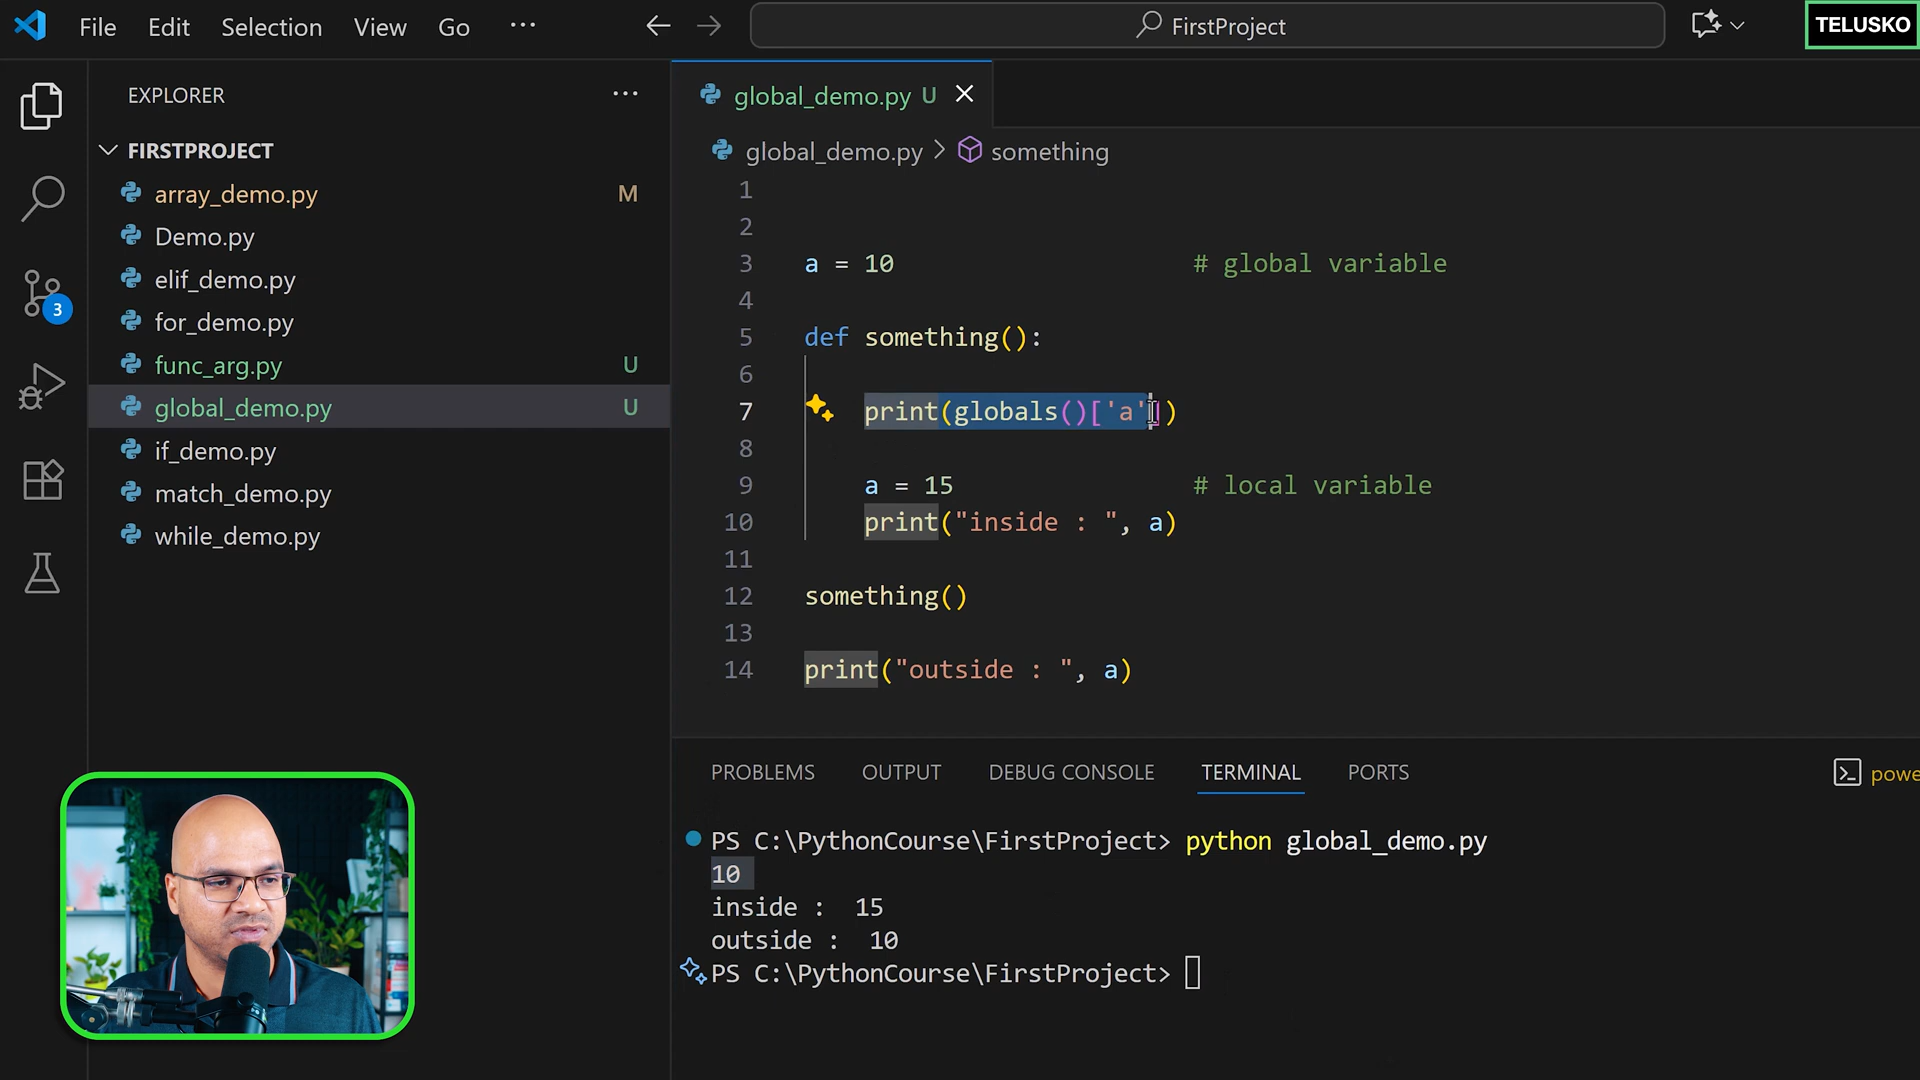 File Edit Selection View Go ...
FirstProject
TELUSKO
EXPLORER ...
FIRSTPROJECT
array_demo.py M
Demo.py
elif_demo.py
for_demo.py
func_arg.py U
global_demo.py U
if_demo.py
match_demo.py
while_demo.py
3
global_demo.py U
global_demo.py > something
1
2
3 a = 10 # global variable
4
5 def something():
6
7 print(globals()['a'])
8
9 a = 15 # local variable
10 print("inside : ", a)
11
12 something()
13
14 print("outside : ", a)
PROBLEMS OUTPUT DEBUG CONSOLE TERMINAL PORTS powe
PS C:\PythonCourse\FirstProject> python global_demo.py
10
inside :  15
outside :  10
PS C:\PythonCourse\FirstProject>